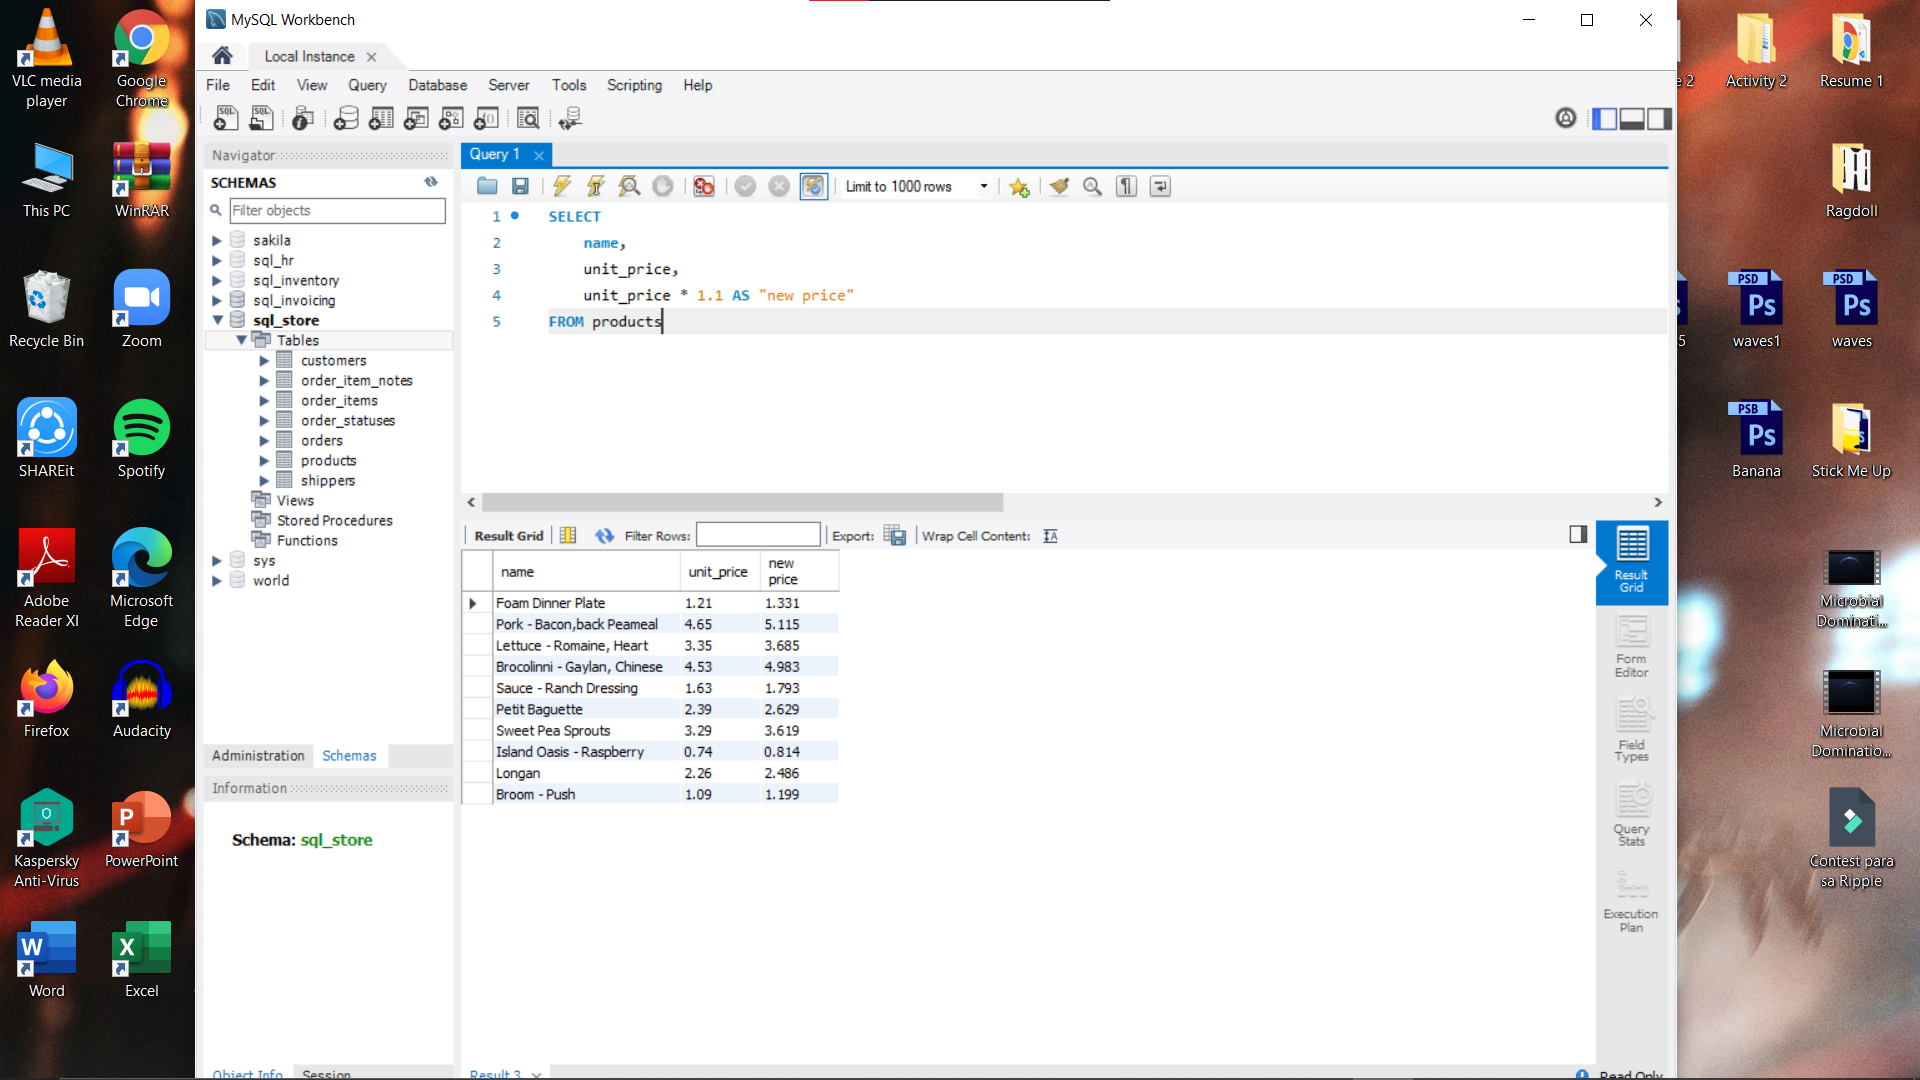 VLC media player
Google Chrome
This PC
WinRAR
Recycle Bin
Zoom
SHAREit
Spotify
Adobe Reader XI
Microsoft Edge
Firefox
Audacity
Kaspersky Anti-Virus
PowerPoint
Word
Excel
MySQL Workbench
Local Instance
File Edit View Query Database Server Tools Scripting Help
Navigator
SCHEMAS
Filter objects
sakila
sql_hr
sql_inventory
sql_invoicing
sql_store
Tables
customers
order_item_notes
order_items
order_statuses
orders
products
shippers
Views
Stored Procedures
Functions
sys
world
Administration Schemas
Information
Schema: sql_store
Object Info Session
Query 1
Limit to 1000 rows
1 SELECT
2 name,
3 unit_price,
4 unit_price * 1.1 AS "new price"
5 FROM products
Result Grid Filter Rows: Export: Wrap Cell Content:
name unit_price new price
Foam Dinner Plate 1.21 1.331
Pork - Bacon,back Peameal 4.65 5.115
Lettuce - Romaine, Heart 3.35 3.685
Brocolinni - Gaylan, Chinese 4.53 4.983
Sauce - Ranch Dressing 1.63 1.793
Petit Baguette 2.39 2.629
Sweet Pea Sprouts 3.29 3.619
Island Oasis - Raspberry 0.74 0.814
Longan 2.26 2.486
Broom - Push 1.09 1.199
Result Grid
Form Editor
Field Types
Query Stats
Execution Plan
Result 3
Read Only
Activity 2
Resume 1
Ragdoll
PSD
Ps
waves1
PSD
Ps
waves
PSB
Ps
Banana
Stick Me Up
Microbial Dominati...
Microbial Dominatio...
Contest para sa Ripple